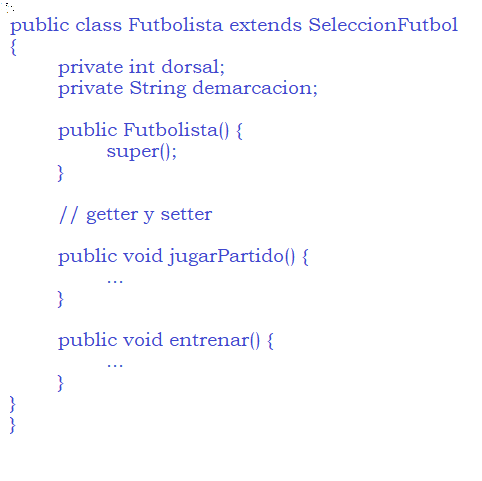 public class Futbolista extends SeleccionFutbol
{
private int dorsal;
private String demarcacion;
public Futbolista() {
super();
}
// getter y setter
public void jugarPartido() {
...
}
public void entrenar() {
...
}
}
}